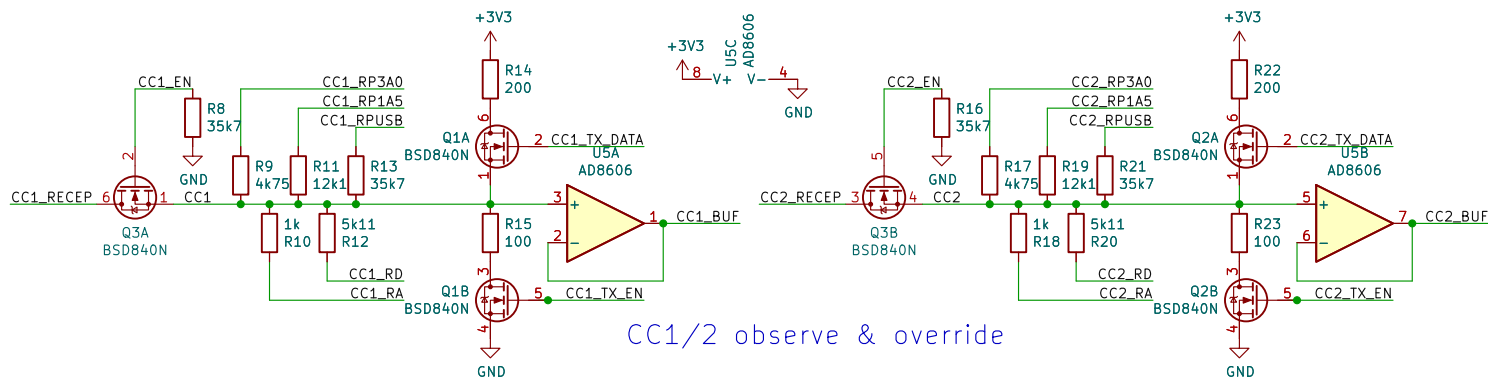 +3V3
R14
200
6
Q1A
BSD840N
2
CC1_TX_DATA
1
CC1_EN
R8
35k7
GND
2
CC1_RP3A0
CC1_RP1A5
CC1_RPUSB
R9
4k75
R11
12k1
R13
35k7
CC1_RECEP
6
1
CC1
Q3A
BSD840N
1k
R10
5k11
R12
CC1_RD
CC1_RA
R15
100
3
Q1B
BSD840N
5
CC1_TX_EN
4
GND
U5A
AD8606
3
+
2
−
1
CC1_BUF
+3V3
8
V+
U5C
AD8606
V−
4
GND
+3V3
R22
200
6
Q2A
BSD840N
2
CC2_TX_DATA
1
CC2_EN
R16
35k7
GND
5
CC2_RP3A0
CC2_RP1A5
CC2_RPUSB
R17
4k75
R19
12k1
R21
35k7
CC2_RECEP
3
4
CC2
Q3B
BSD840N
1k
R18
5k11
R20
CC2_RD
CC2_RA
R23
100
3
Q2B
BSD840N
5
CC2_TX_EN
4
GND
U5B
AD8606
5
+
6
−
7
CC2_BUF
CC1/2 observe & override